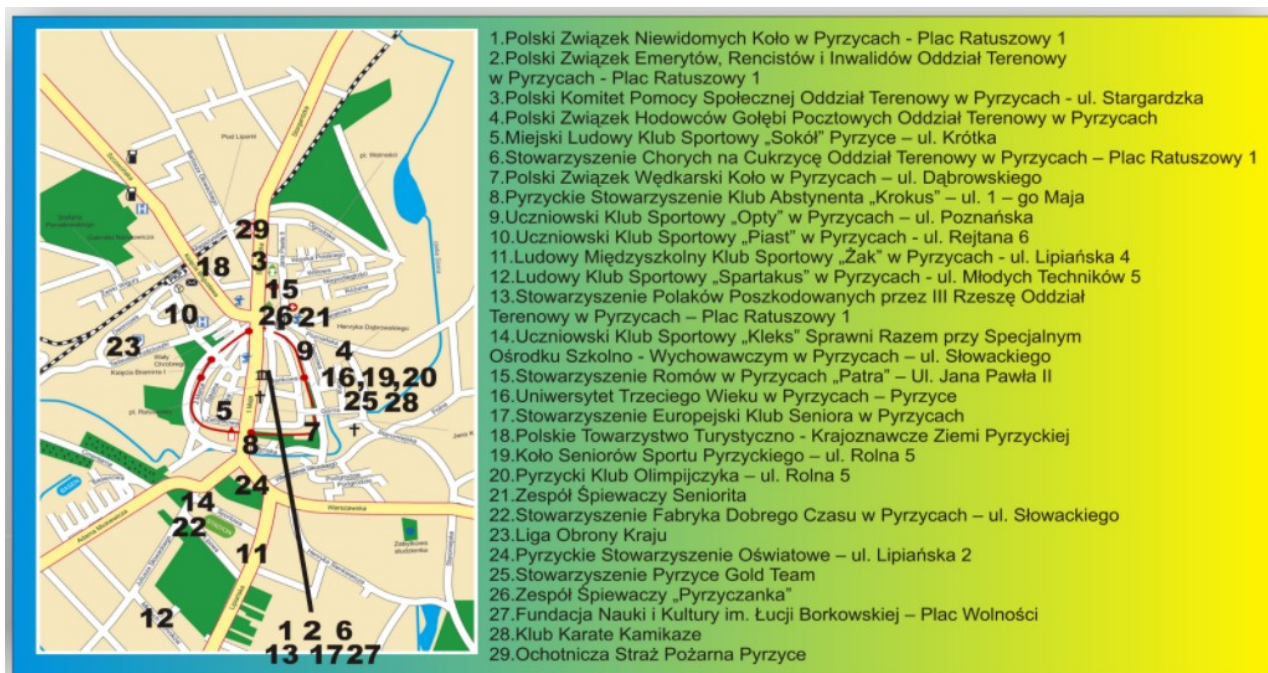 1.Polski Związek Niewidomych Koło w Pyrzycach - Plac Ratuszowy 1
2.Polski Związek Emerytów, Rencistów i Inwalidów Oddział Terenowy
w Pyrzycach - Plac Ratuszowy 1
3.Polski Komitet Pomocy Społecznej Oddział Terenowy w Pyrzycach - ul. Stargardzka
4.Polski Związek Hodowców Gołębi Pocztowych Oddział Terenowy w Pyrzycach
5.Miejski Ludowy Klub Sportowy „Sokół” Pyrzyce – ul. Krótka
6.Stowarzyszenie Chorych na Cukrzycę Oddział Terenowy w Pyrzycach – Plac Ratuszowy 1
7.Polski Związek Wędkarski Koło w Pyrzycach – ul. Dąbrowskiego
8.Pyrzyckie Stowarzyszenie Klub Abstynenta „Krokus” – ul. 1 – go Maja
9.Uczniowski Klub Sportowy „Opty” w Pyrzycach – ul. Poznańska
10.Uczniowski Klub Sportowy „Piast” w Pyrzycach - ul. Rejtana 6
11.Ludowy Międzyszkolny Klub Sportowy „Żak” w Pyrzycach - ul. Lipiańska 4
12.Ludowy Klub Sportowy „Spartakus” w Pyrzycach - ul. Młodych Techników 5
13.Stowarzyszenie Polaków Poszkodowanych przez III Rzeszę Oddział
Terenowy w Pyrzycach – Plac Ratuszowy 1
14.Uczniowski Klub Sportowy „Kleks” Sprawni Razem przy Specjalnym
Ośrodku Szkolno - Wychowawczym w Pyrzycach – ul. Słowackiego
15.Stowarzyszenie Romów w Pyrzycach „Patra” – Ul. Jana Pawła II
16.Uniwersytet Trzeciego Wieku w Pyrzycach – Pyrzyce
17.Stowarzyszenie Europejski Klub Seniora w Pyrzycach
18.Polskie Towarzystwo Turystyczno - Krajoznawcze Ziemi Pyrzyckiej
19.Koło Seniorów Sportu Pyrzyckiego – ul. Rolna 5
20.Pyrzycki Klub Olimpijczyka – ul. Rolna 5
21.Zespół Śpiewaczy Seniorita
22.Stowarzyszenie Fabryka Dobrego Czasu w Pyrzycach – ul. Słowackiego
23.Liga Obrony Kraju
24.Pyrzyckie Stowarzyszenie Oświatowe – ul. Lipiańska 2
25.Stowarzyszenie Pyrzyce Gold Team
26.Zespół Śpiewaczy „Pyrzyczanka”
27.Fundacja Nauki i Kultury im. Łucji Borkowskiej – Plac Wolności
28.Klub Karate Kamikaze
29.Ochotnicza Straż Pożarna Pyrzyce
Pod Lipami
pl. Wolności
29
18
3
15
10
26 21
Henryka Dąbrowskiego
23
9 4
16,19,20
5
25 28
7
8
24
Warszawska
14
22
STADION
BASEN
Zabytkowa
studzienka
11
Lipiańska
12
1 2 6
13 17 27